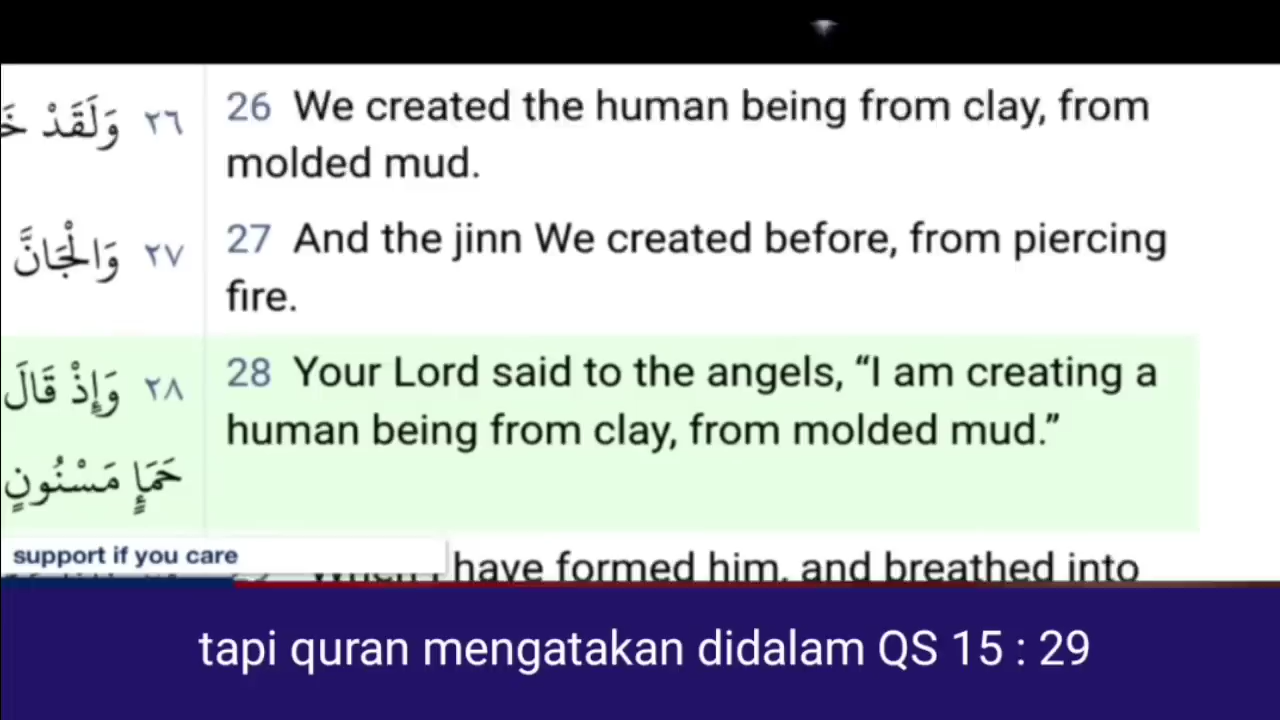 ٢٦ وَلَقَدْ
26 We created the human being from clay, from
molded mud.
٢٧ وَالْجَانَّ
27 And the jinn We created before, from piercing
fire.
٢٨ وَإِذْ قَالَ
28 Your Lord said to the angels, “I am creating a
human being from clay, from molded mud.”
حَمَإٍ مَسْنُونٍ
support if you care
When I have formed him, and breathed into
tapi quran mengatakan didalam QS 15 : 29